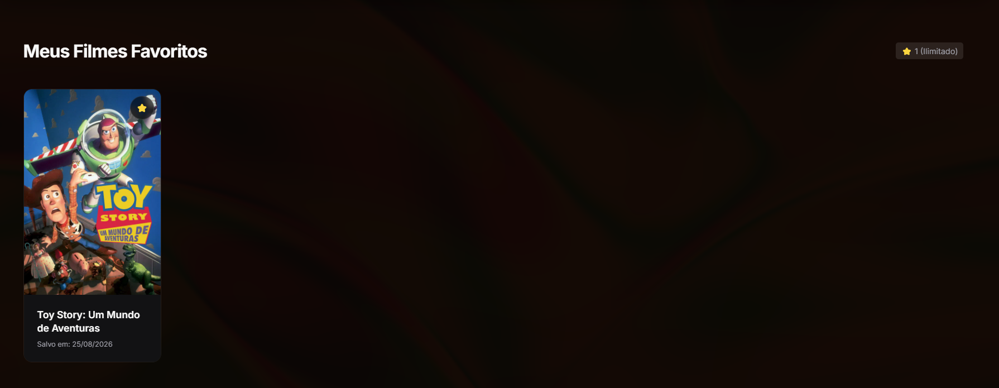 Meus Filmes Favoritos
1 (Ilimitado)
TOY
STORY
UM MUNDO DE
AVENTURAS
Toy Story: Um Mundo
de Aventuras
Salvo em: 25/08/2026